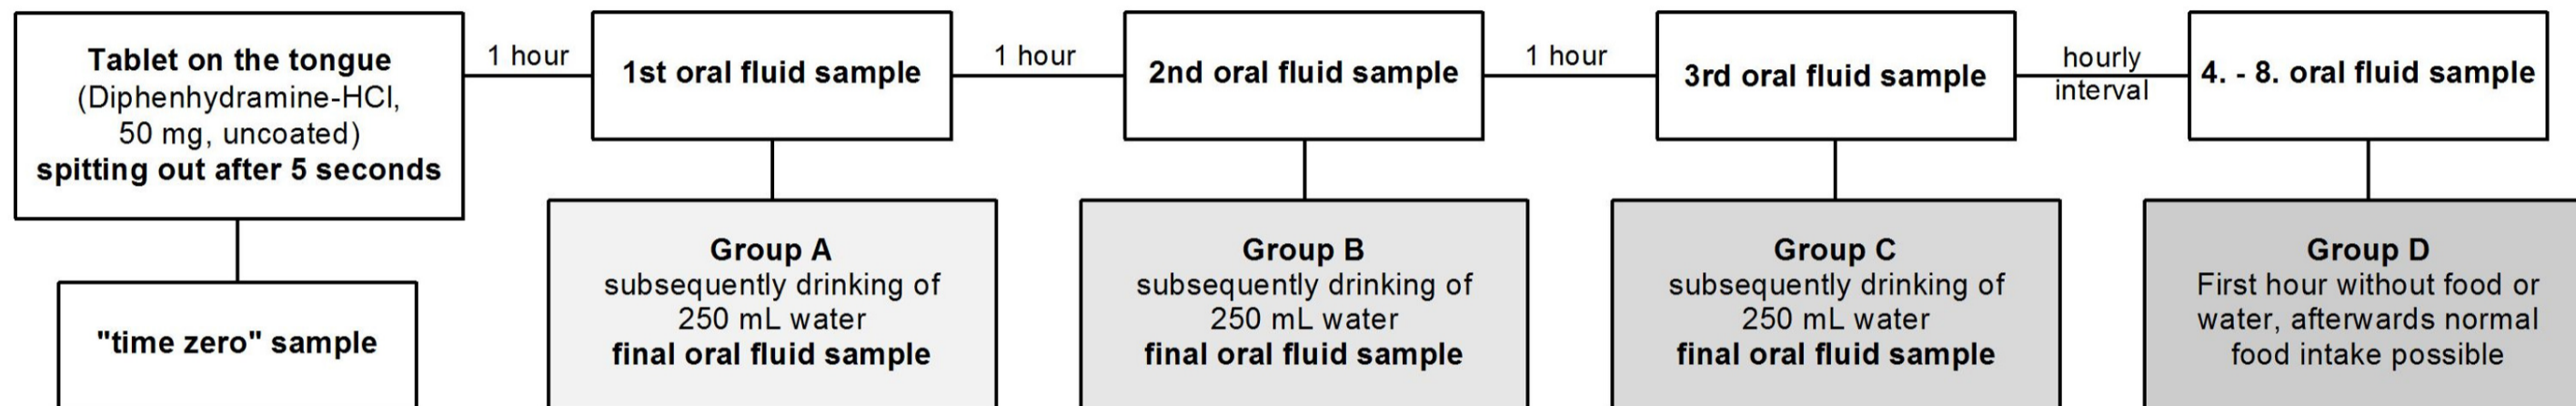 Tablet on the tongue
(Diphenhydramine-HCl,
50 mg, uncoated)
spitting out after 5 seconds
1 hour
1st oral fluid sample
1 hour
2nd oral fluid sample
1 hour
3rd oral fluid sample
hourly
interval
4. - 8. oral fluid sample
"time zero" sample
Group A
subsequently drinking of
250 mL water
final oral fluid sample
Group B
subsequently drinking of
250 mL water
final oral fluid sample
Group C
subsequently drinking of
250 mL water
final oral fluid sample
Group D
First hour without food or
water, afterwards normal
food intake possible